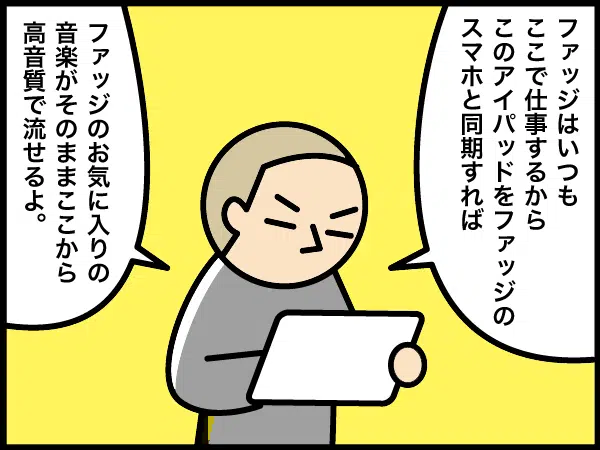 ファッジはいつも
ここで仕事するから
このアイパッドをファッジの
スマホと同期すれば
ファッジのお気に入りの
音楽がそのままここから
高音質で流せるよ。